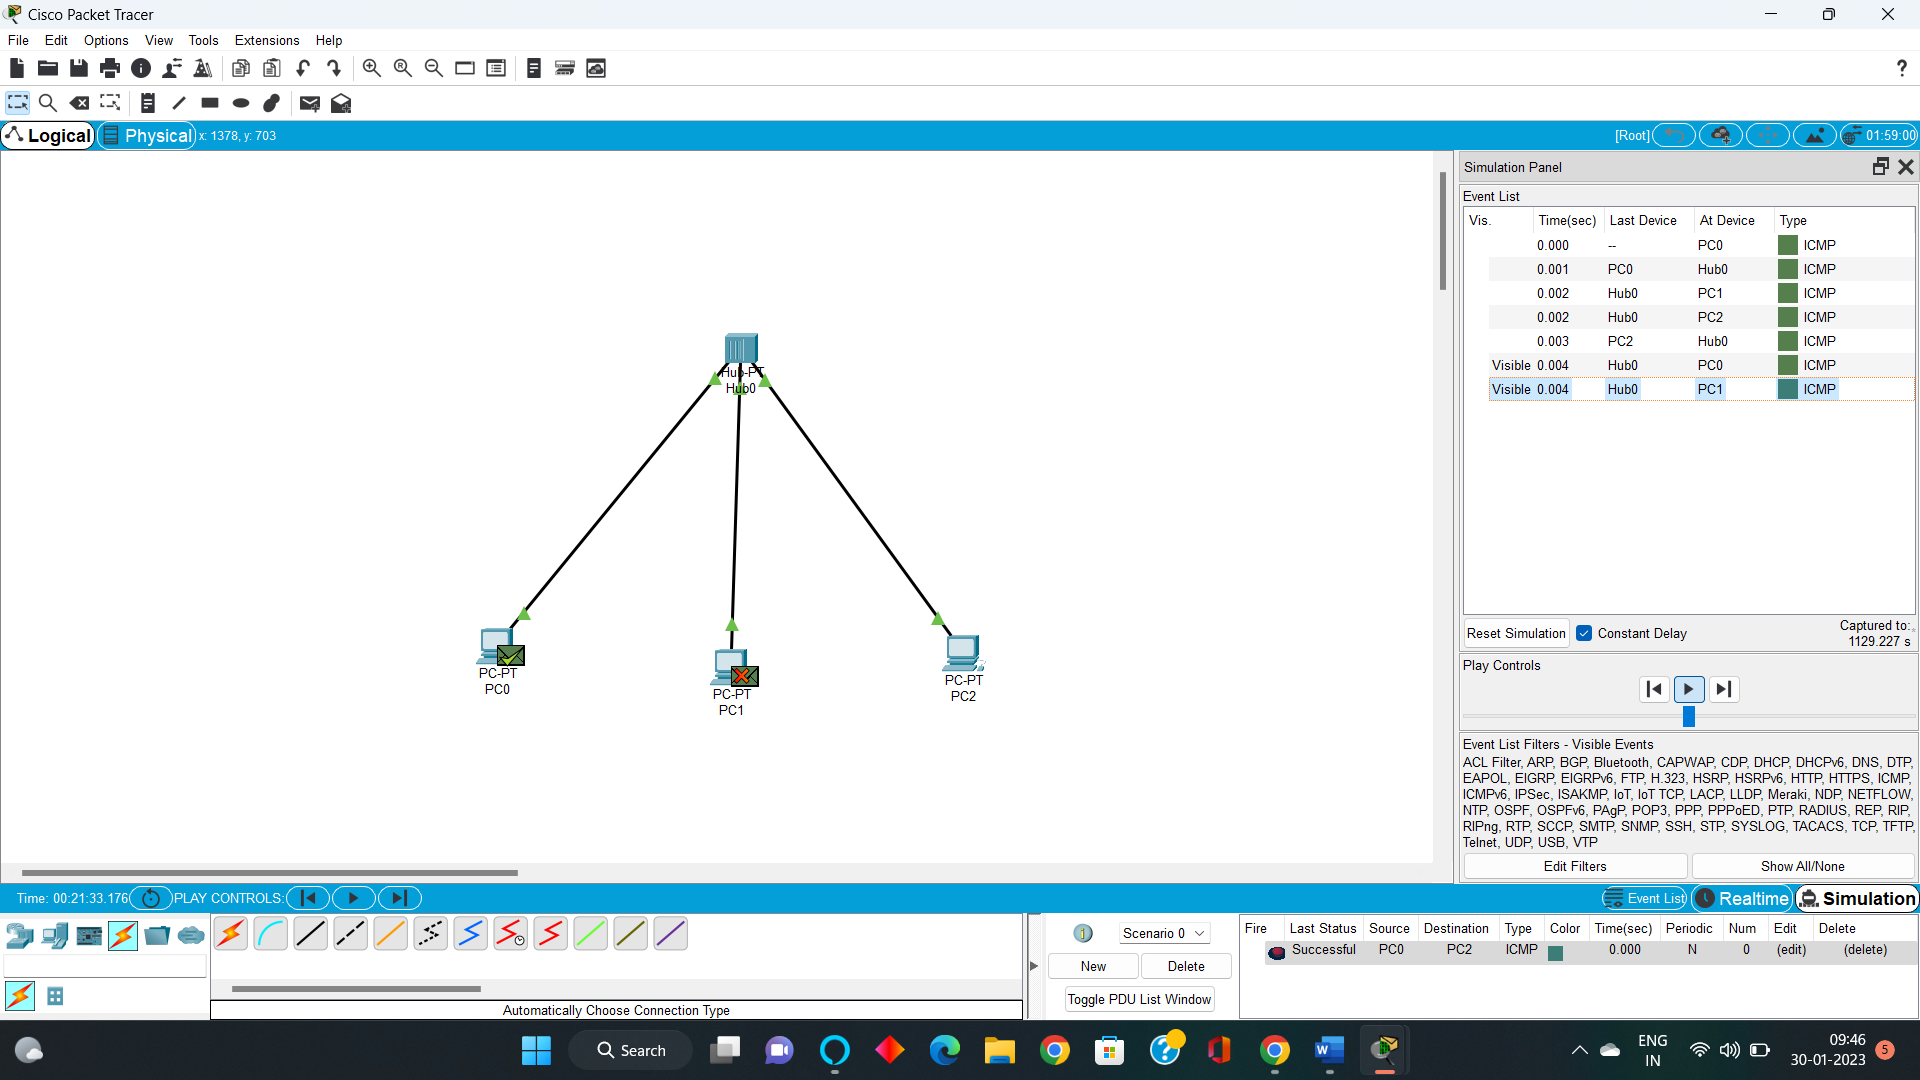 Cisco Packet Tracer
File Edit Options View Tools Extensions Help
Logical Physical x: 1378, y: 703 [Root] 01:59:00
Simulation Panel
Event List
Vis. Time(sec) Last Device At Device Type
0.000 -- PC0 ICMP
0.001 PC0 Hub0 ICMP
0.002 Hub0 PC1 ICMP
0.002 Hub0 PC2 ICMP
0.003 PC2 Hub0 ICMP
Visible 0.004 Hub0 PC0 ICMP
Visible 0.004 Hub0 PC1 ICMP
Hub-PT
Hub0
PC-PT
PC0
PC-PT
PC1
PC-PT
PC2
Reset Simulation Constant Delay Captured to:
1129.227 s
Play Controls
Event List Filters - Visible Events
ACL Filter, ARP, BGP, Bluetooth, CAPWAP, CDP, DHCP, DHCPv6, DNS, DTP,
EAPOL, EIGRP, EIGRPv6, FTP, H.323, HSRP, HSRPv6, HTTP, HTTPS, ICMP,
ICMPv6, IPSec, ISAKMP, IoT, IoT TCP, LACP, LLDP, Meraki, NDP, NETFLOW,
NTP, OSPF, OSPFv6, PAgP, POP3, PPP, PPPoED, PTP, RADIUS, REP, RIP,
RIPng, RTP, SCCP, SMTP, SNMP, SSH, STP, SYSLOG, TACACS, TCP, TFTP,
Telnet, UDP, USB, VTP
Edit Filters Show All/None
Time: 00:21:33.176 PLAY CONTROLS: Event List Realtime Simulation
Scenario 0
New Delete
Toggle PDU List Window
Fire Last Status Source Destination Type Color Time(sec) Periodic Num Edit Delete
Successful PC0 PC2 ICMP 0.000 N 0 (edit) (delete)
Automatically Choose Connection Type
Search
ENG
IN
09:46
30-01-2023
5